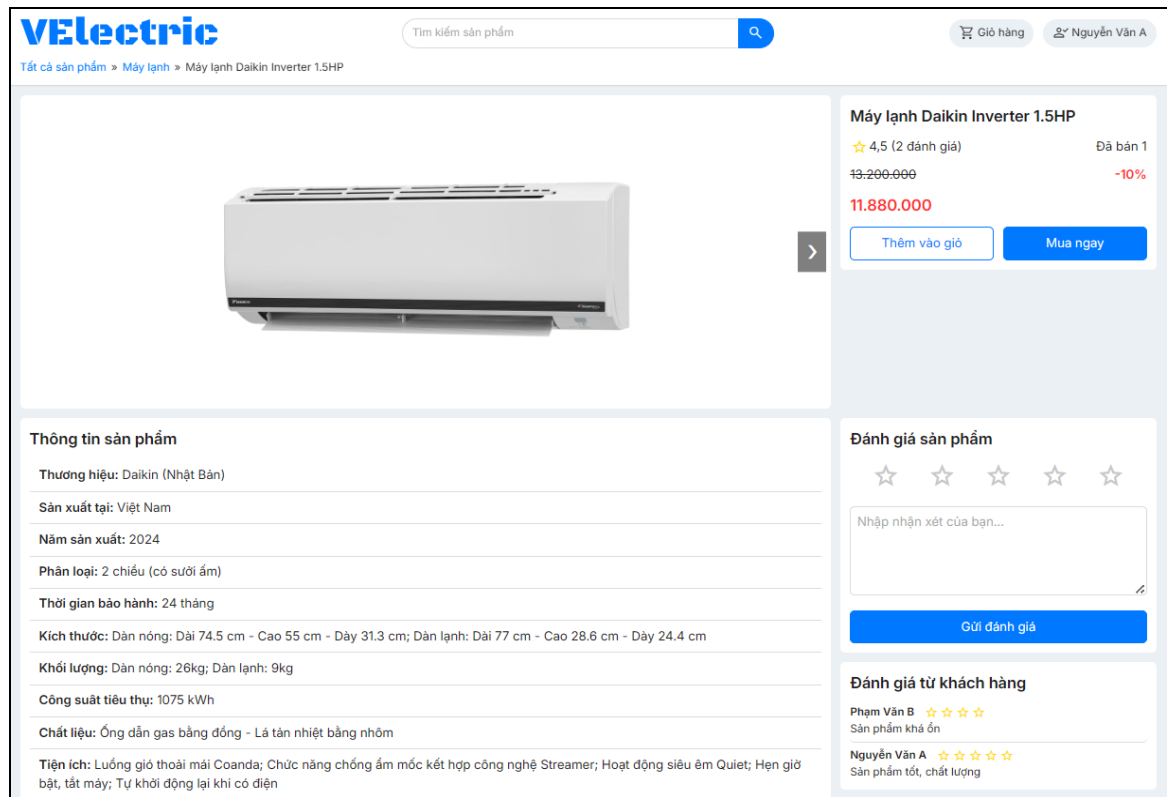 VElectric
Tìm kiếm sản phẩm
Giỏ hàng
Nguyễn Văn A
Tất cả sản phẩm » Máy lạnh » Máy lạnh Daikin Inverter 1.5HP
Máy lạnh Daikin Inverter 1.5HP
4,5 (2 đánh giá)
Đã bán 1
13.200.000
-10%
11.880.000
Thêm vào giỏ
Mua ngay
Thông tin sản phẩm
Thương hiệu: Daikin (Nhật Bản)
Sản xuất tại: Việt Nam
Năm sản xuất: 2024
Phân loại: 2 chiều (có sưởi ấm)
Thời gian bảo hành: 24 tháng
Kích thước: Dàn nóng: Dài 74.5 cm - Cao 55 cm - Dày 31.3 cm; Dàn lạnh: Dài 77 cm - Cao 28.6 cm - Dày 24.4 cm
Khối lượng: Dàn nóng: 26kg; Dàn lạnh: 9kg
Công suât tiêu thụ: 1075 kWh
Chất liệu: Ống dẫn gas bằng đồng - Lá tản nhiệt bằng nhôm
Tiện ích: Luồng gió thoải mái Coanda; Chức năng chống ẩm mốc kết hợp công nghệ Streamer; Hoạt động siêu êm Quiet; Hẹn giờ
bật, tắt máy; Tự khởi động lại khi có điện
Đánh giá sản phẩm
Nhập nhận xét của bạn...
Gửi đánh giá
Đánh giá từ khách hàng
Phạm Văn B
Sản phẩm khá ổn
Nguyễn Văn A
Sản phẩm tốt, chất lượng